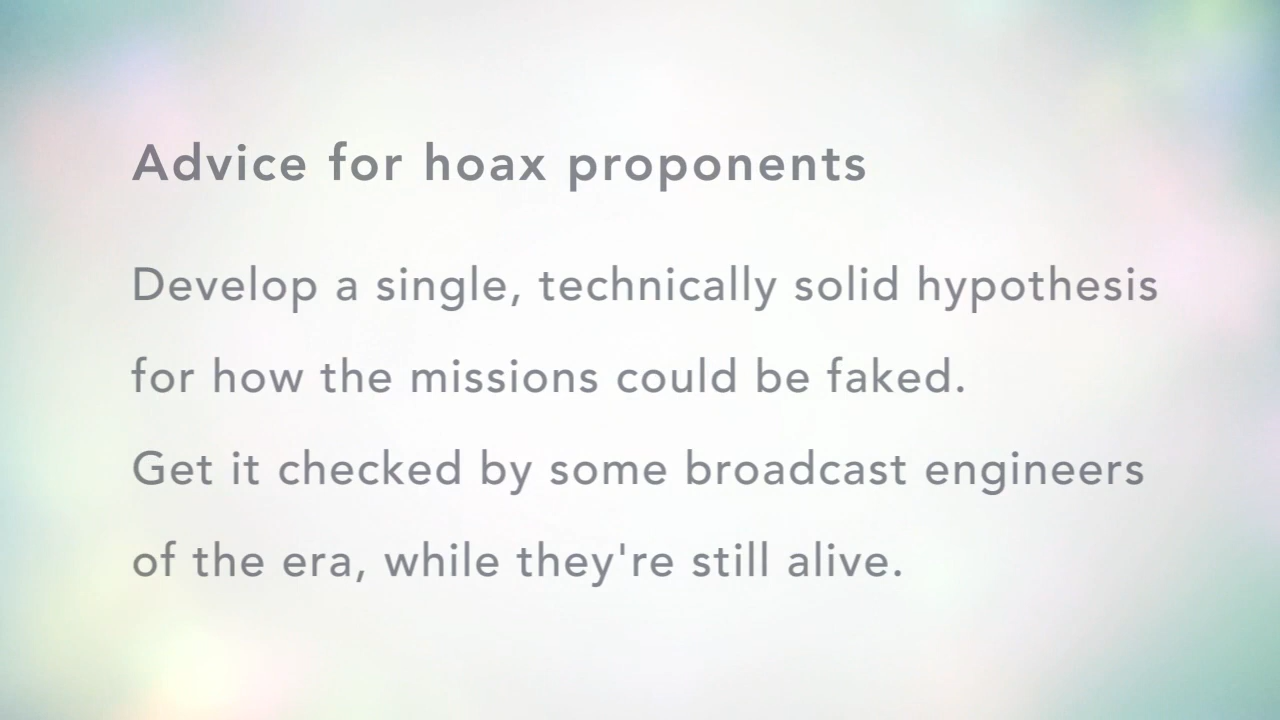 Advice for hoax proponents
Develop a single, technically solid hypothesis
for how the missions could be faked.
Get it checked by some broadcast engineers
of the era, while they're still alive.